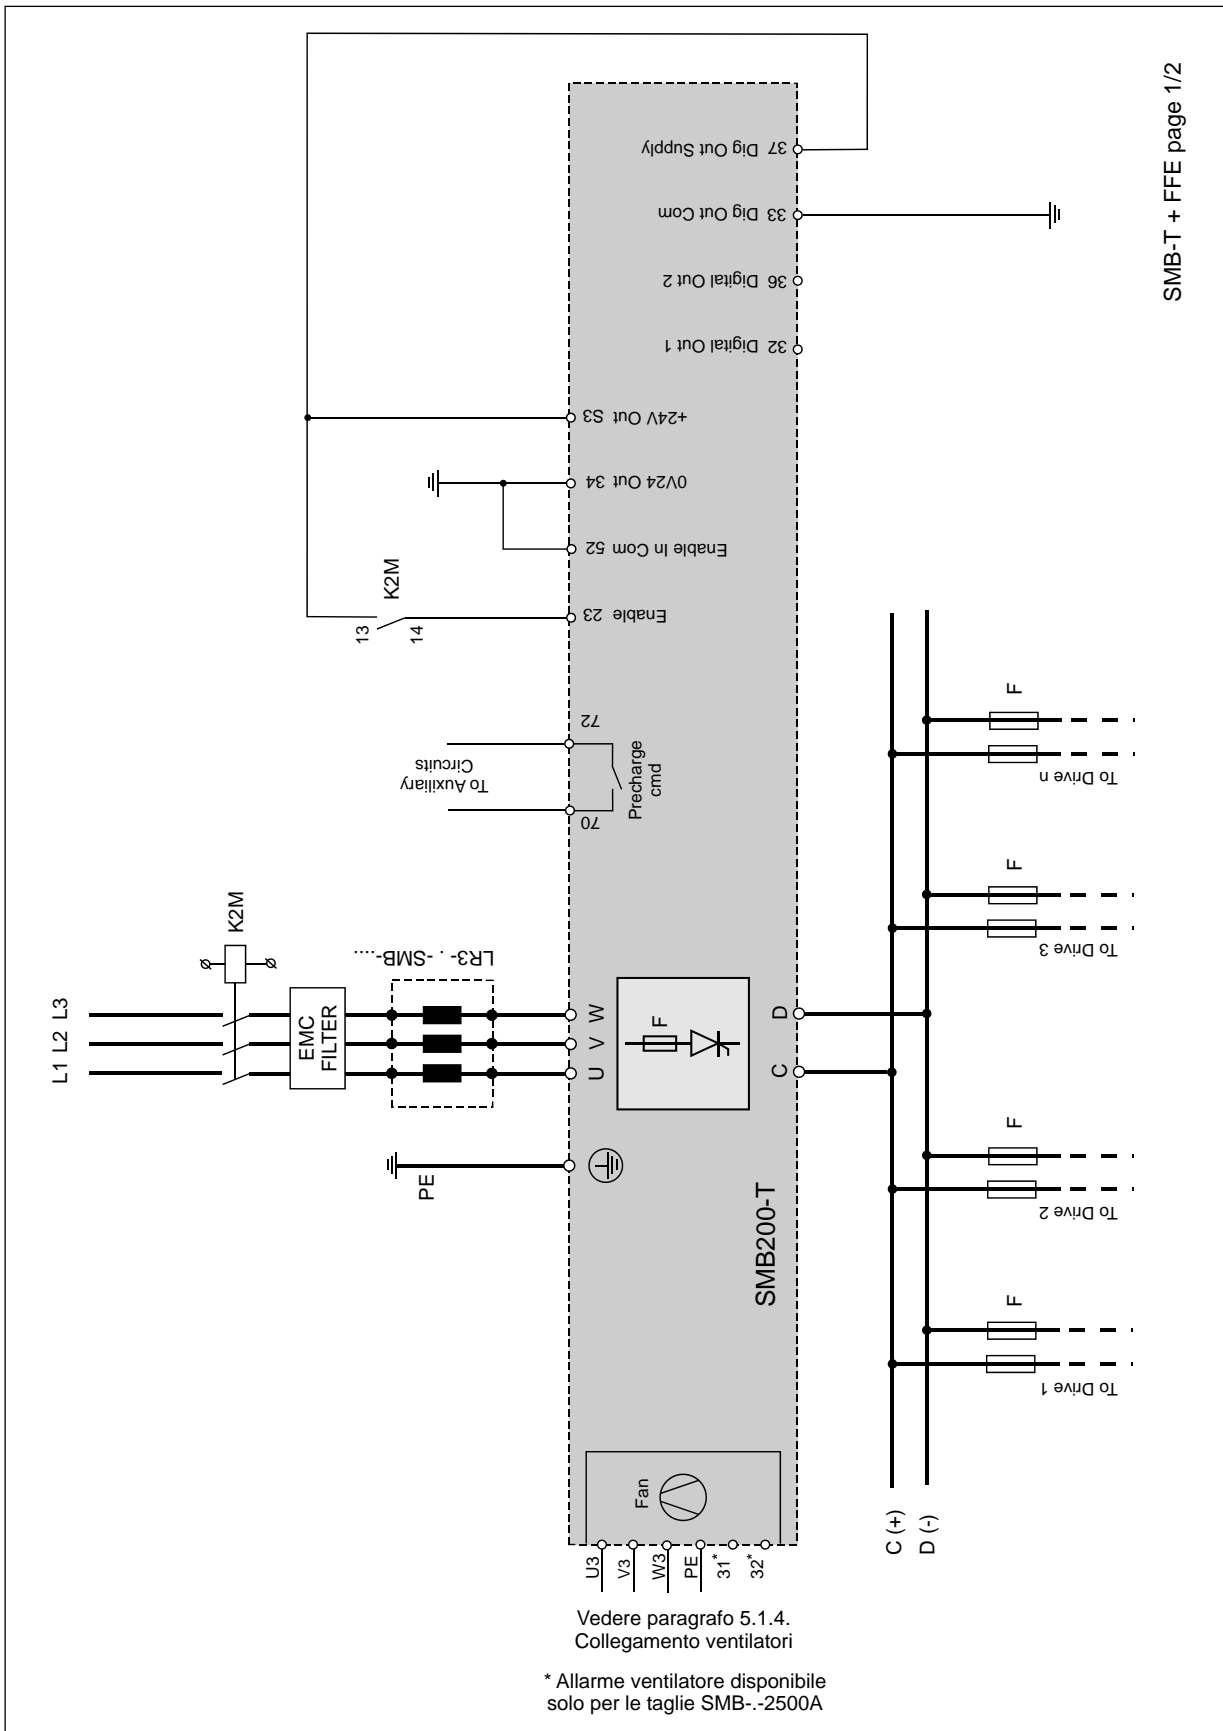 SMB-T + FFE page 1/2
37 Dig Out Supply
33 Dig Out Com
36 Digital Out 2
32 Digital Out 1
+24V Out S3
0V24 Out 34
Enable In Com 52
Enable 23
K2M
13
14
72
70
Precharge
cmd
To Auxiliary
Circuits
K2M
L1 L2 L3
EMC
FILTER
LR3-.-SMB-....
U V W
F
C D
PE
SMB200-T
F
To Drive n
F
To Drive 3
F
To Drive 2
F
To Drive 1
C (+)
D (-)
Fan
U3
V3
W3
PE
31*
32*
Vedere paragrafo 5.1.4.
Collegamento ventilatori
* Allarme ventilatore disponibile
solo per le taglie SMB-.-2500A